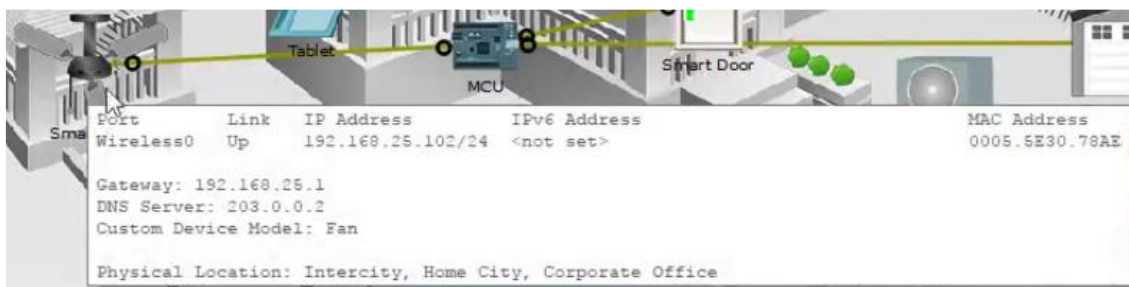 Tablet
MCU
Smart Door
Sma
Port Link IP Address IPv6 Address MAC Address
Wireless0 Up 192.168.25.102/24 <not set> 0005.5E30.78AE
Gateway: 192.168.25.1
DNS Server: 203.0.0.2
Custom Device Model: Fan
Physical Location: Intercity, Home City, Corporate Office